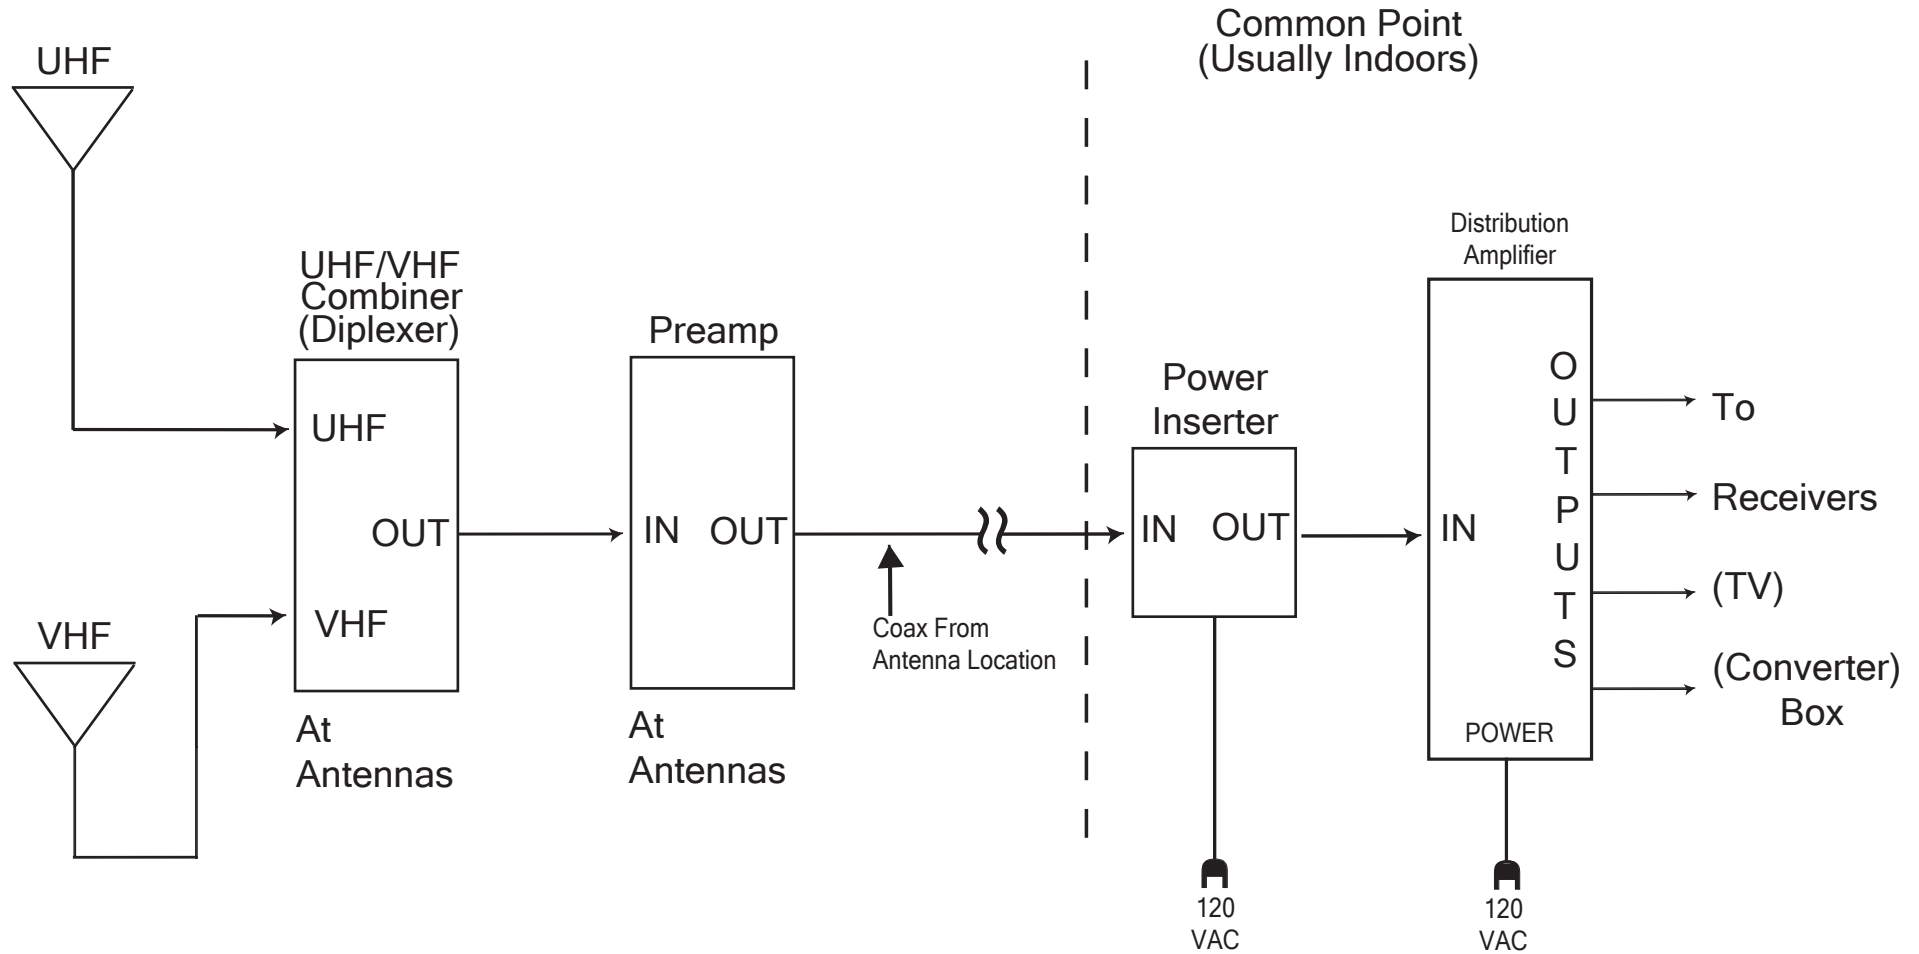 Common Point
(Usually Indoors)
UHF
UHF/VHF
Combiner
(Diplexer)
UHF
OUT
VHF
At
Antennas
VHF
Preamp
IN OUT
At
Antennas
Coax From
Antenna Location
Power
Inserter
IN OUT
120
VAC
Distribution
Amplifier
IN
OUTPUTS
POWER
120
VAC
To
Receivers
(TV)
(Converter)
Box